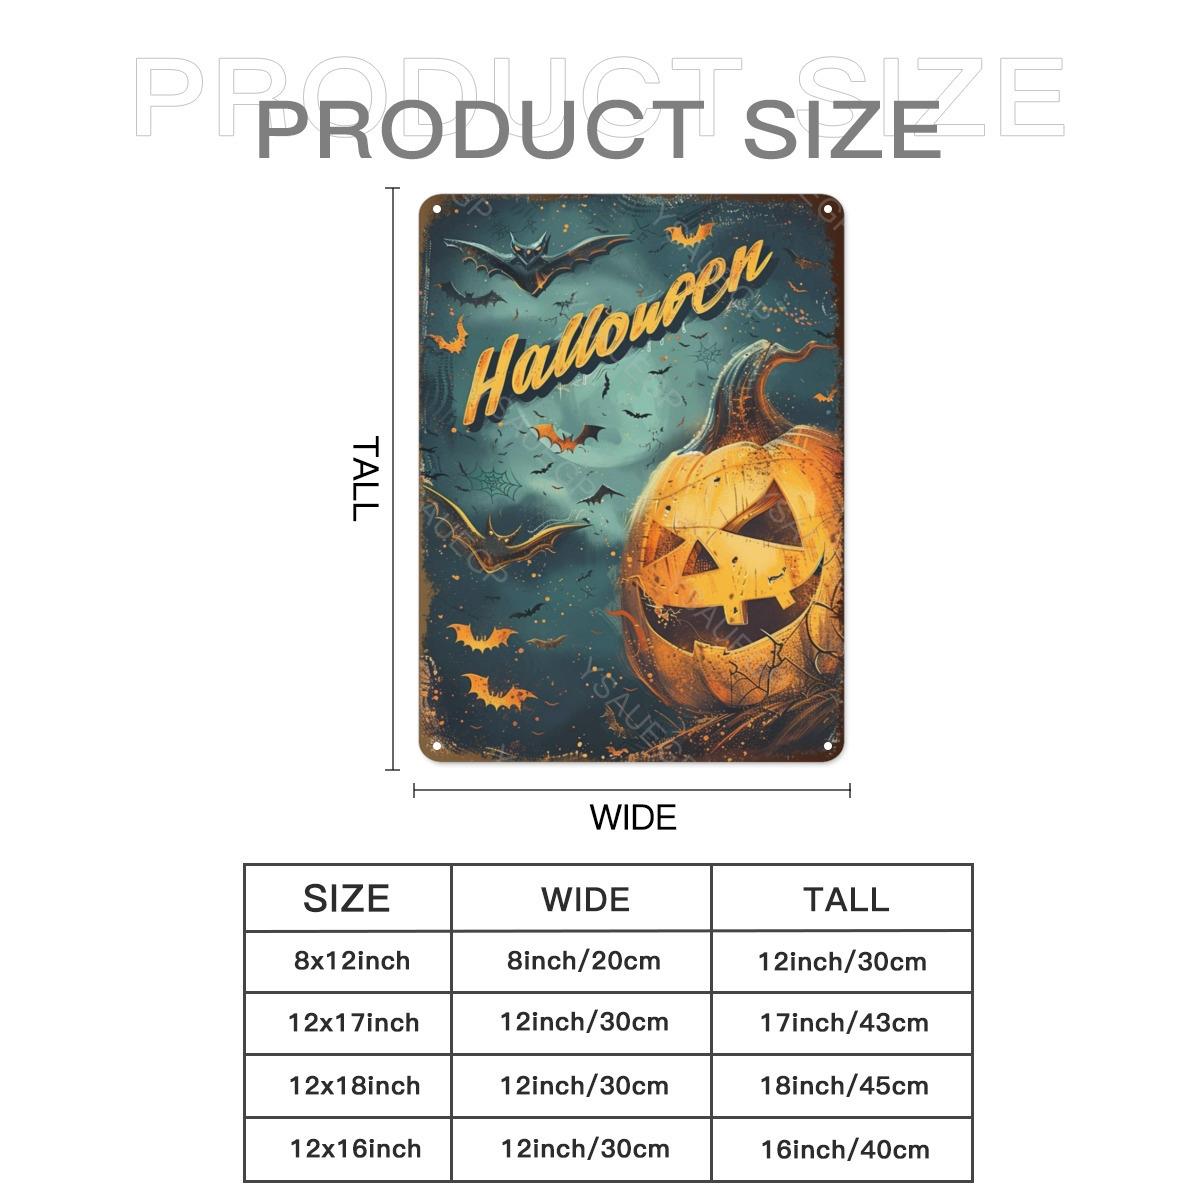 PRODUCT SIZE
PRODUCT SIZE
Halloween
YSAUEGP
TALL
WIDE
SIZE WIDE TALL
8x12inch 8inch/20cm 12inch/30cm
12x17inch 12inch/30cm 17inch/43cm
12x18inch 12inch/30cm 18inch/45cm
12x16inch 12inch/30cm 16inch/40cm